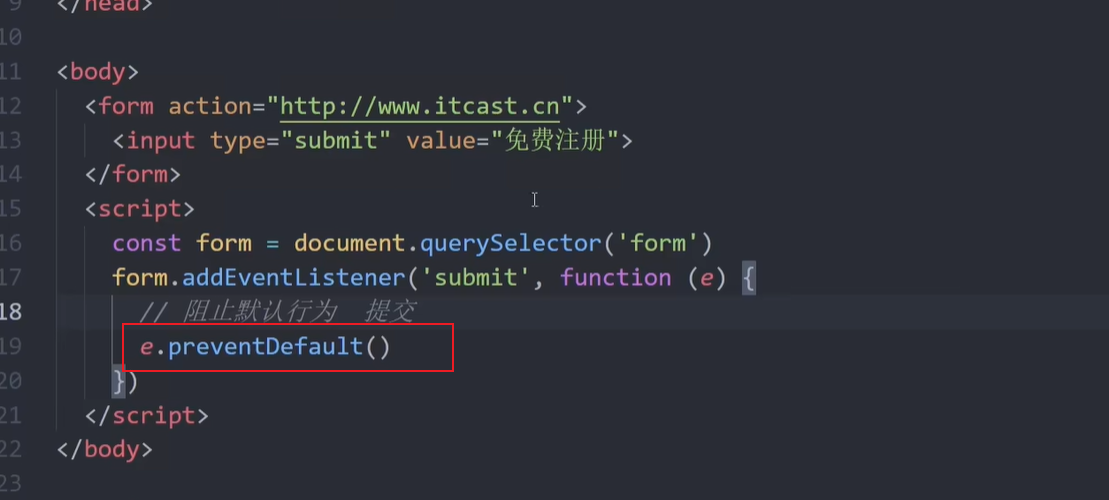 9 </head>
10
11 <body>
12 <form action="http://www.itcast.cn">
13 <input type="submit" value="免费注册">
14 </form>
15 <script>
16 const form = document.querySelector('form')
17 form.addEventListener('submit', function (e) {
18 // 阻止默认行为 提交
19 e.preventDefault()
20 })
21 </script>
22 </body>
23